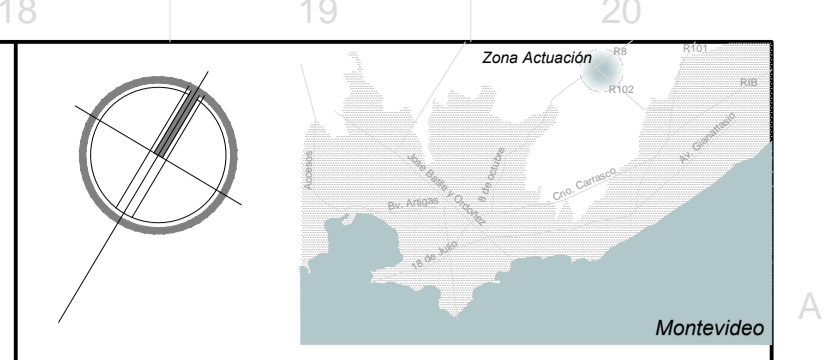 18
19
20
Zona Actuación
R8
R101
R102
RIB
Accesos
Jose Batlle y Ordoñez
8 de octubre
Av. Gianattasio
Cno. Carrasco
Bv. Artigas
18 de Julio
A
Montevideo